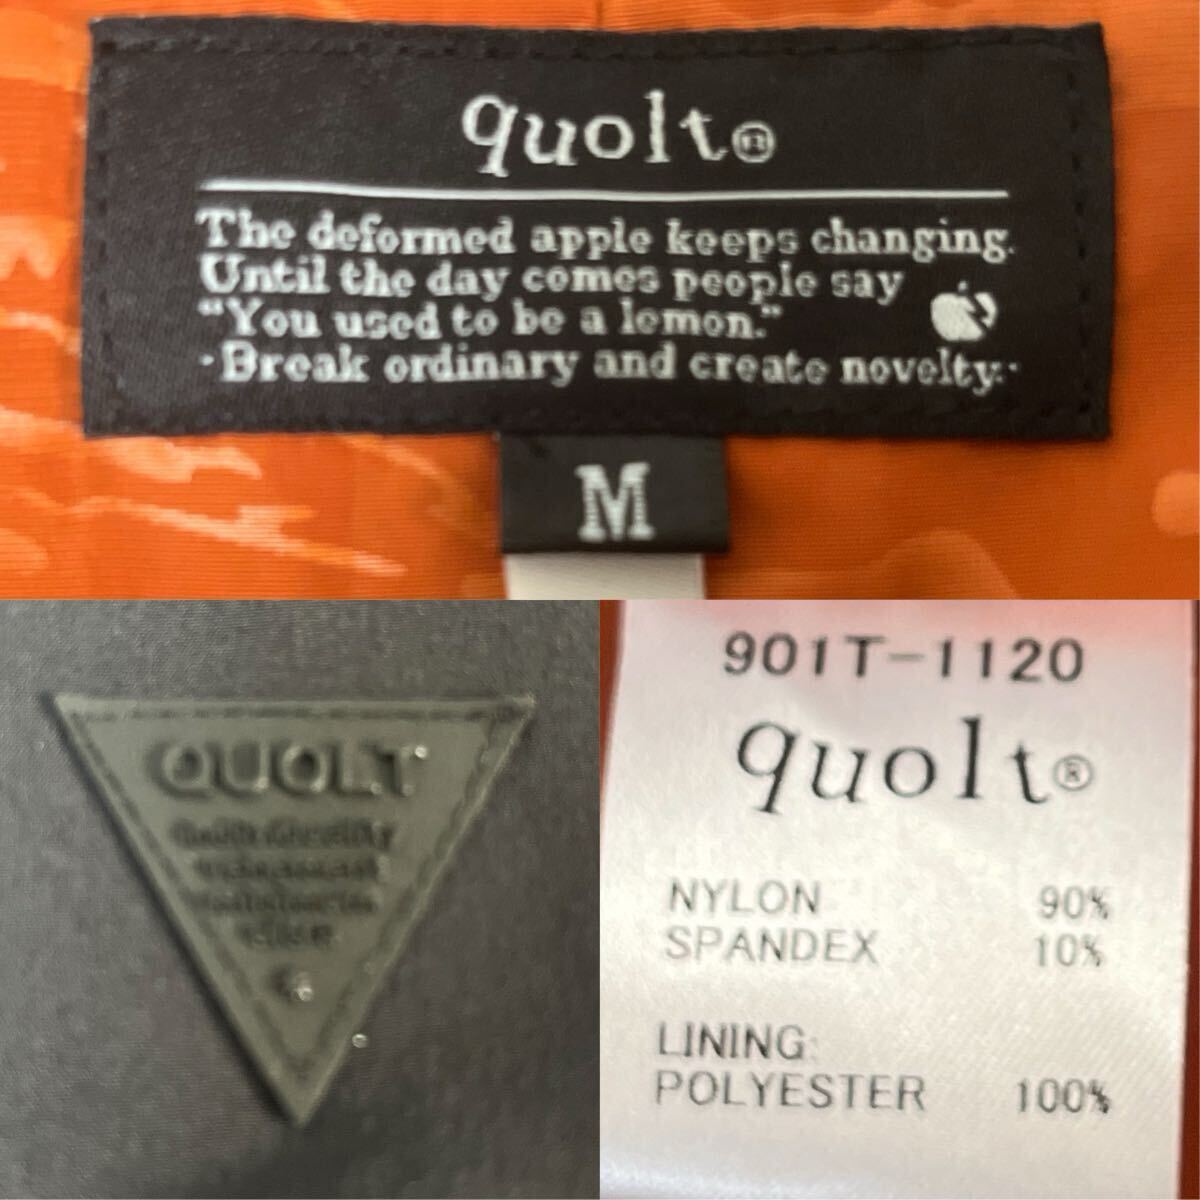 quolt®
The deformed apple keeps changing.
Until the day comes people say
"You used to be a lemon."
·Break ordinary and create novelty.·
M
QUOLT
901T-1120
quolt®
NYLON 90%
SPANDEX 10%
LINING:
POLYESTER 100%